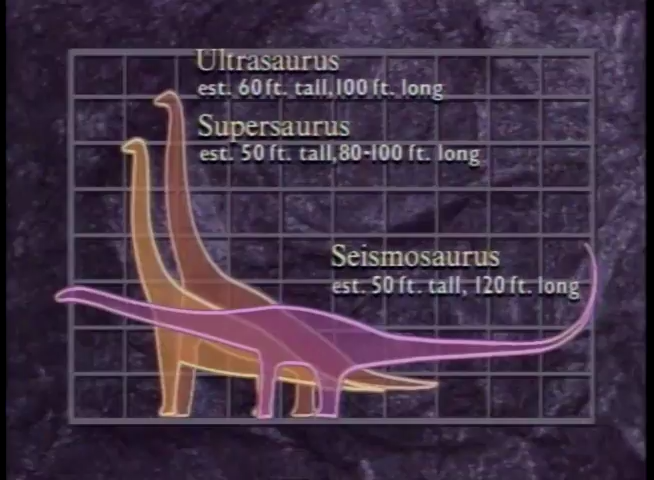 Ultrasaurus
est. 60 ft. tall, 100 ft. long
Supersaurus
est. 50 ft. tall, 80-100 ft. long
Seismosaurus
est. 50 ft. tall, 120 ft. long